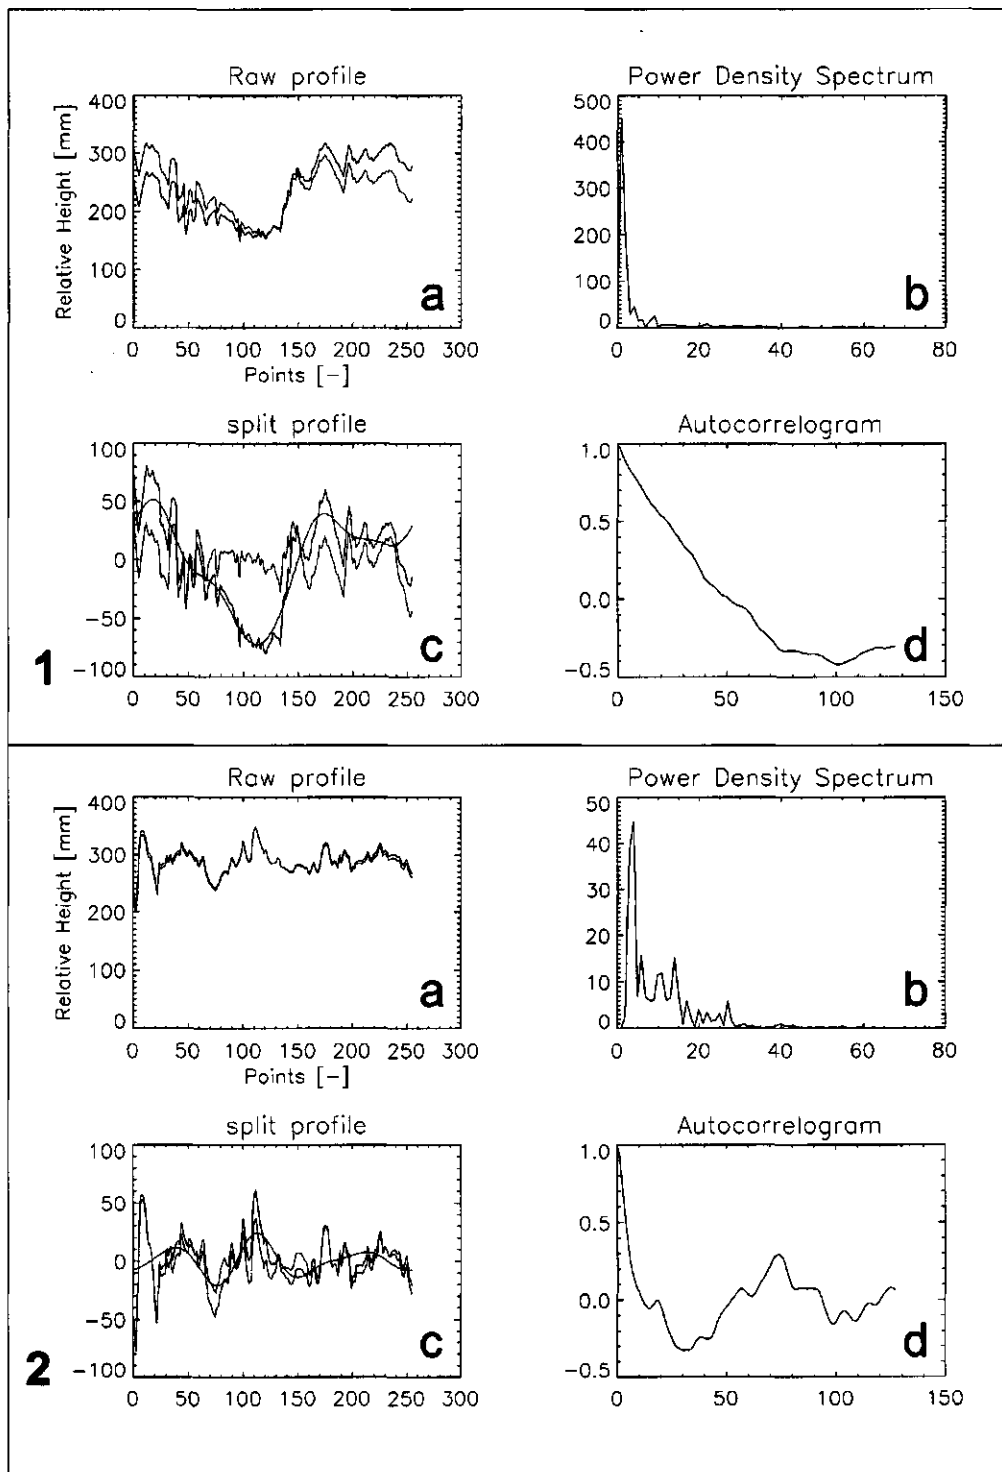 Raw profile
Power Density Spectrum
400
300
200
100
0
Relative Height [mm]
a
0 50 100 150 200 250 300
Points [-]
500
400
300
200
100
0
b
0 20 40 60 80
split profile
Autocorrelogram
100
50
0
-50
-100
c
0 50 100 150 200 250 300
1
1.0
0.5
0.0
-0.5
d
0 50 100 150
Raw profile
Power Density Spectrum
400
300
200
100
0
Relative Height [mm]
a
0 50 100 150 200 250 300
Points [-]
50
40
30
20
10
0
b
0 20 40 60 80
split profile
Autocorrelogram
100
50
0
-50
-100
c
0 50 100 150 200 250 300
2
1.0
0.5
0.0
-0.5
d
0 50 100 150